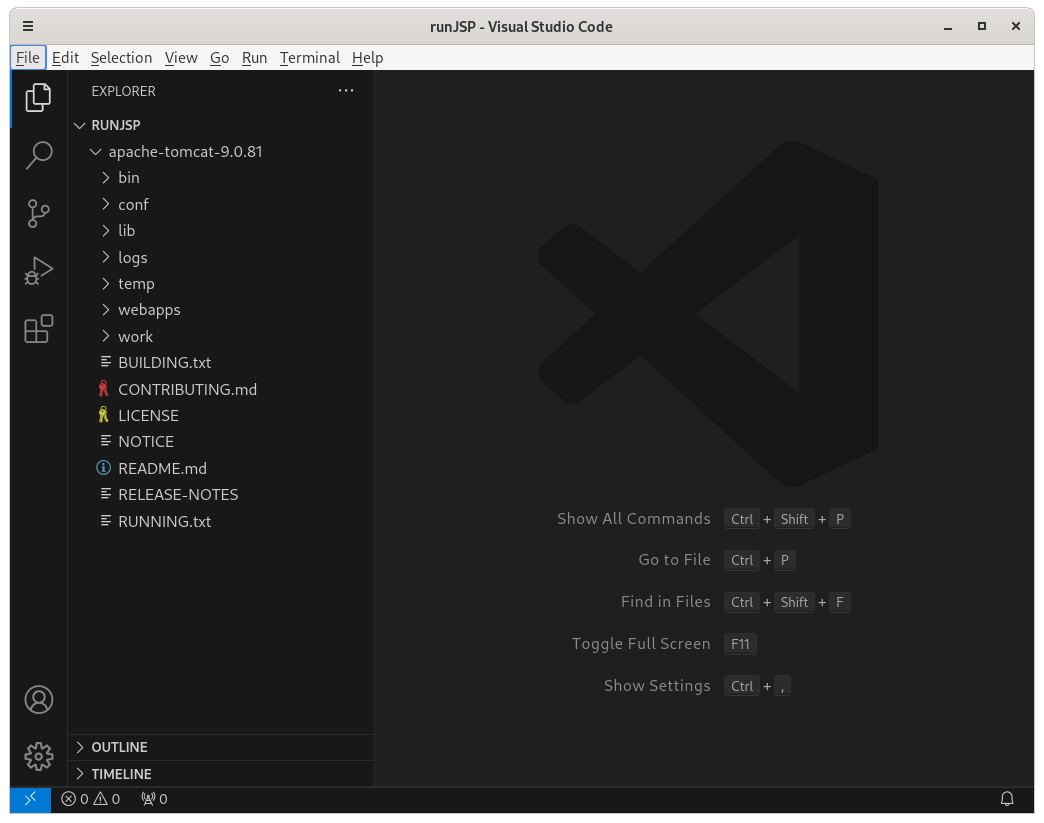 runJSP - Visual Studio Code
File Edit Selection View Go Run Terminal Help
EXPLORER
RUNJSP
apache-tomcat-9.0.81
bin
conf
lib
logs
temp
webapps
work
BUILDING.txt
CONTRIBUTING.md
LICENSE
NOTICE
README.md
RELEASE-NOTES
RUNNING.txt
Show All Commands Ctrl + Shift + P
Go to File Ctrl + P
Find in Files Ctrl + Shift + F
Toggle Full Screen F11
Show Settings Ctrl + ,
OUTLINE
TIMELINE
0 0 0